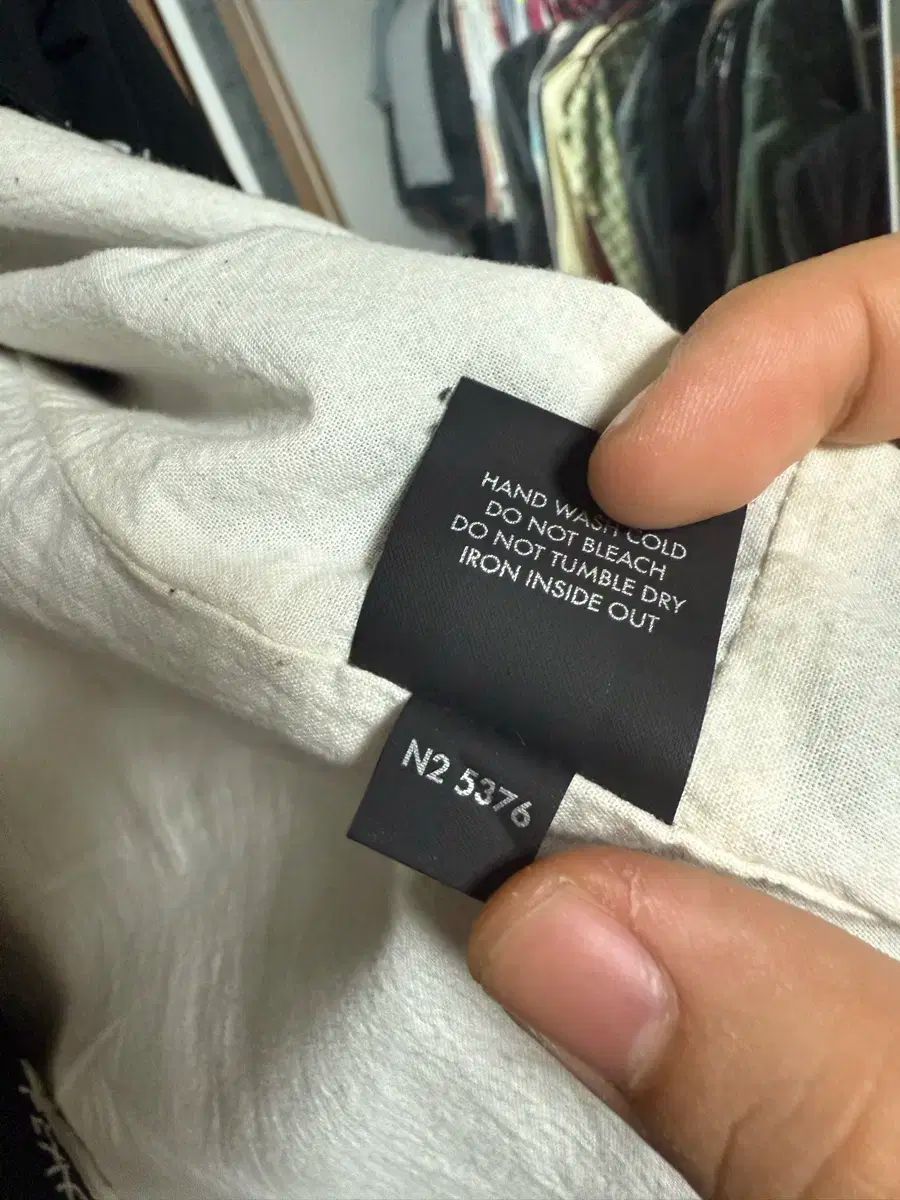 HAND WASH COLD
DO NOT BLEACH
DO NOT TUMBLE DRY
IRON INSIDE OUT
N2 5376